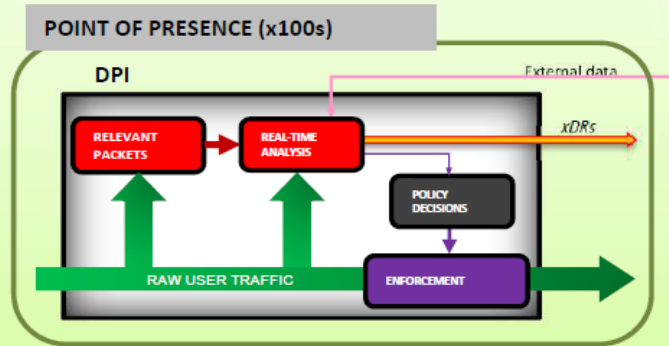 POINT OF PRESENCE (x100s)
DPI
External data
xDRs
RELEVANT
PACKETS
REAL-TIME
ANALYSIS
POLICY
DECISIONS
RAW USER TRAFFIC
ENFORCEMENT